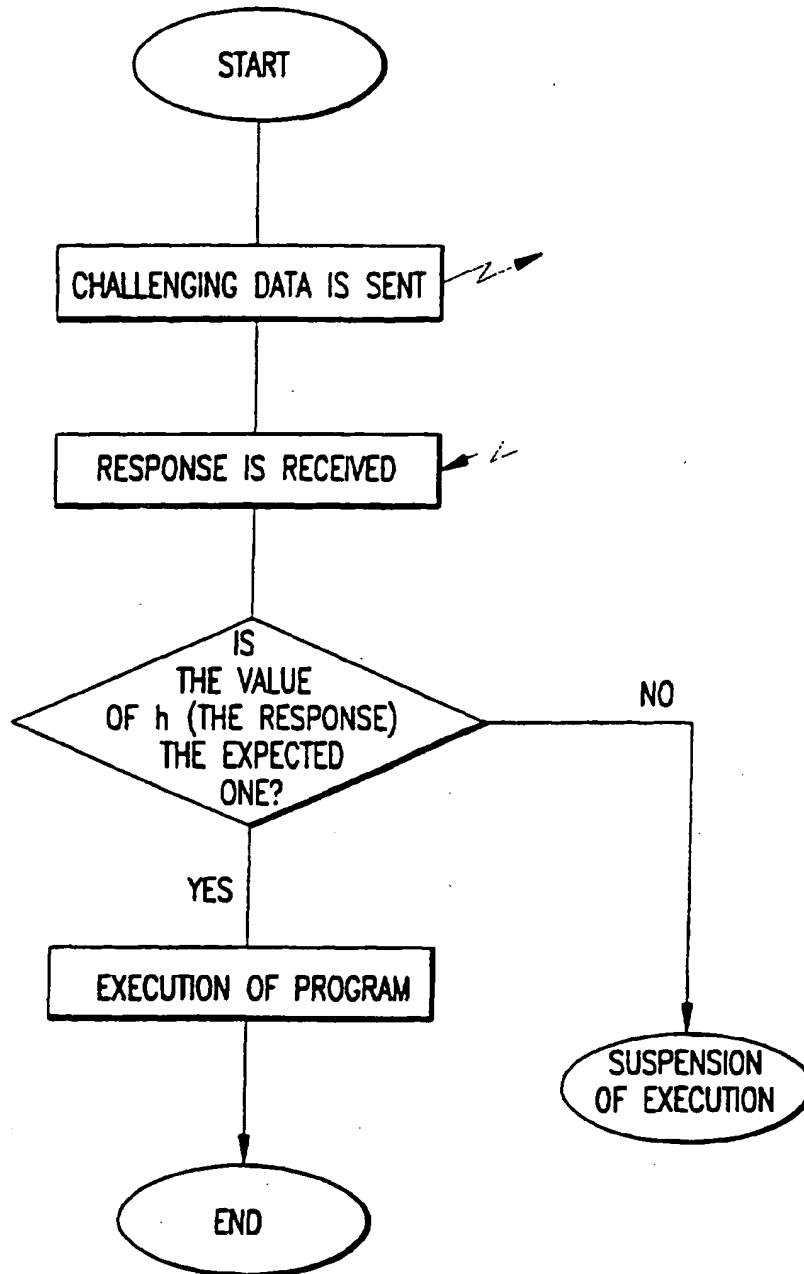 START
CHALLENGING DATA IS SENT
RESPONSE IS RECEIVED
IS
THE VALUE
OF h (THE RESPONSE)
THE EXPECTED
ONE?
NO
YES
EXECUTION OF PROGRAM
SUSPENSION
OF EXECUTION
END